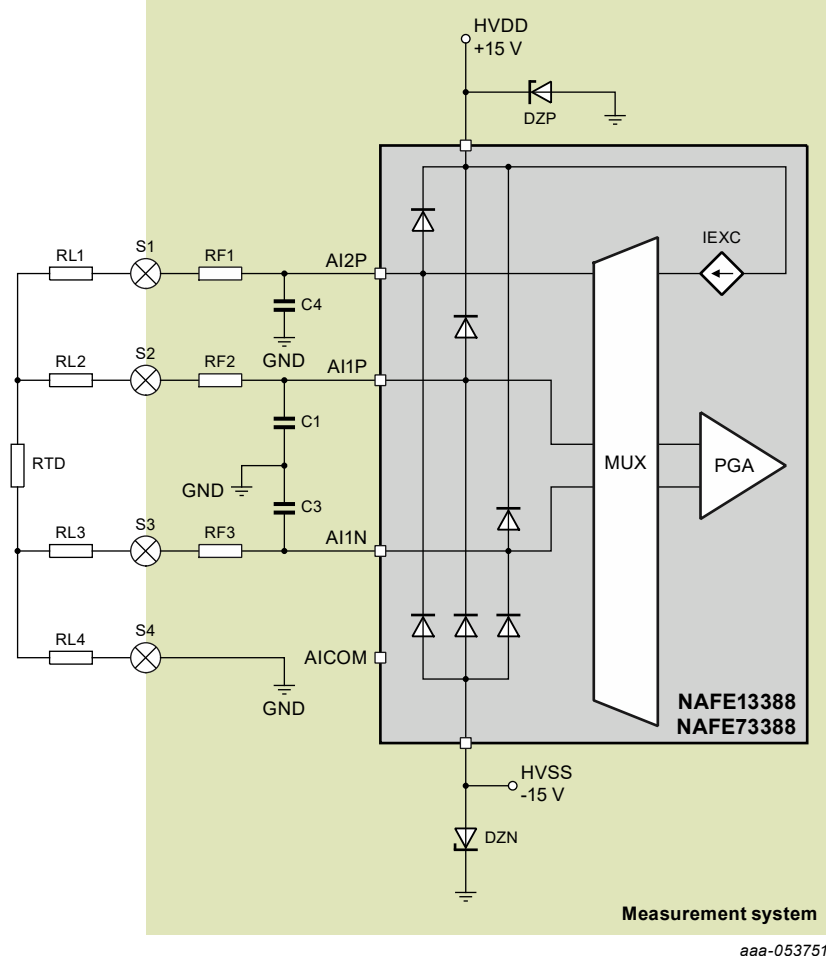 HVDD
+15 V
DZP
IEXC
RL1
S1
RF1
AI2P
C4
GND
RL2
S2
RF2
AI1P
C1
RTD
GND
C3
MUX
PGA
RL3
S3
RF3
AI1N
RL4
S4
AICOM
GND
NAFE13388
NAFE73388
HVSS
-15 V
DZN
Measurement system
aaa-053751